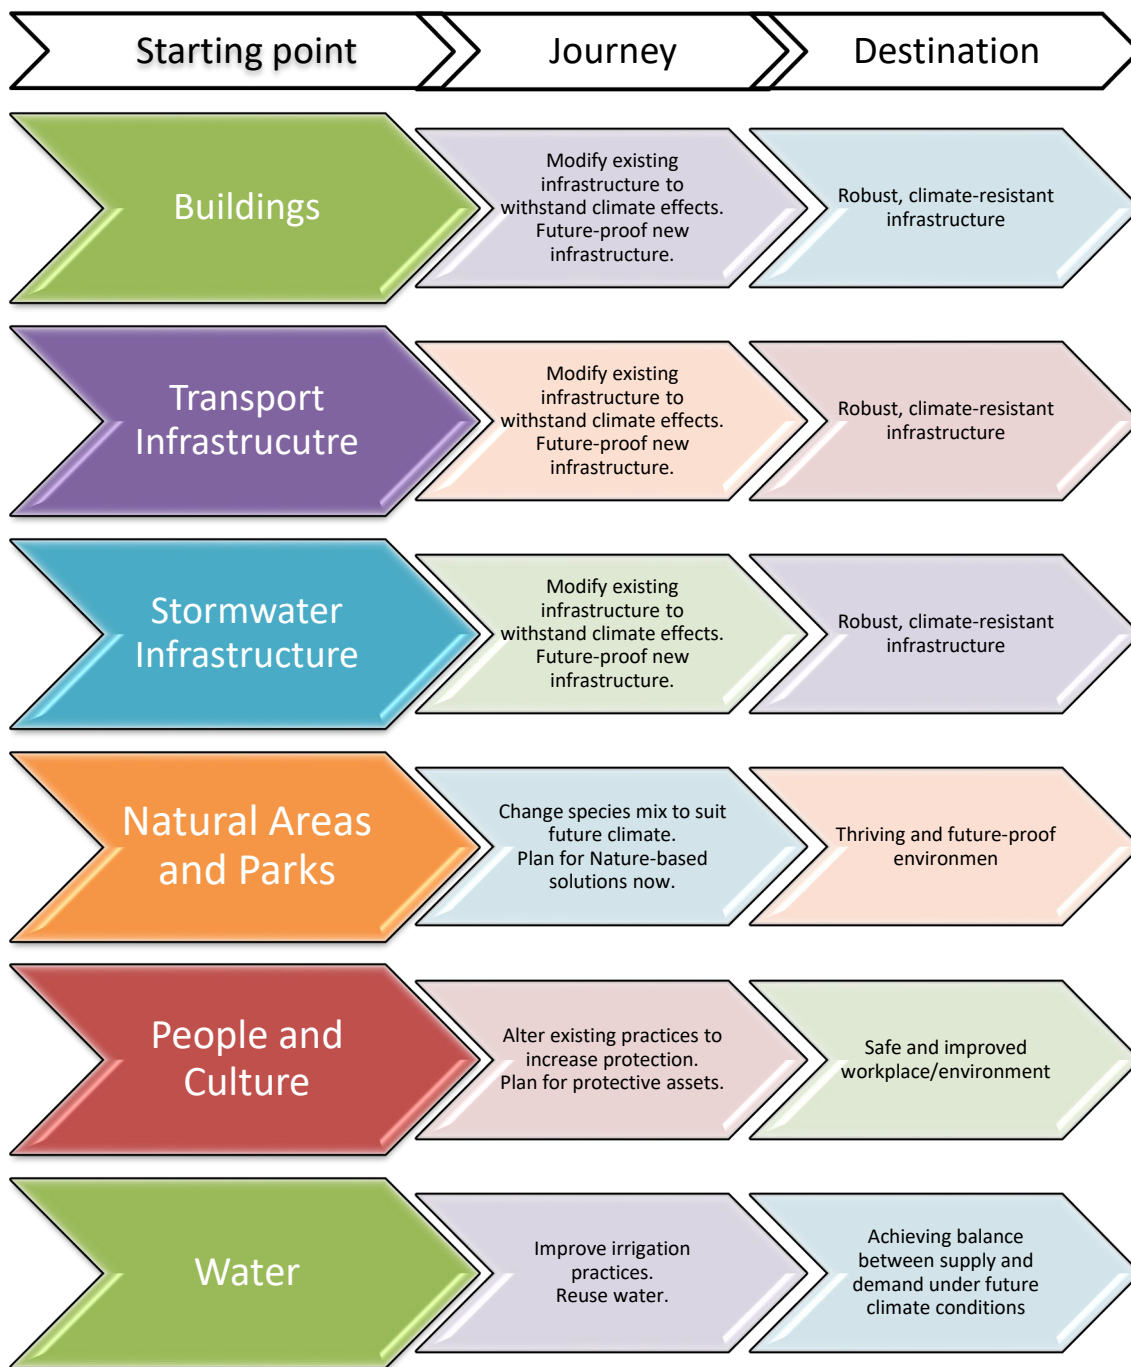 Starting point
Journey
Destination
Buildings
Modify existing
infrastructure to
withstand climate effects.
Future-proof new
infrastructure.
Robust, climate-resistant
infrastructure
Transport
Infrastrucutre
Modify existing
infrastructure to
withstand climate effects.
Future-proof new
infrastructure.
Robust, climate-resistant
infrastructure
Stormwater
Infrastructure
Modify existing
infrastructure to
withstand climate effects.
Future-proof new
infrastructure.
Robust, climate-resistant
infrastructure
Natural Areas
and Parks
Change species mix to suit
future climate.
Plan for Nature-based
solutions now.
Thriving and future-proof
environmen
People and
Culture
Alter existing practices to
increase protection.
Plan for protective assets.
Safe and improved
workplace/environment
Water
Improve irrigation
practices.
Reuse water.
Achieving balance
between supply and
demand under future
climate conditions